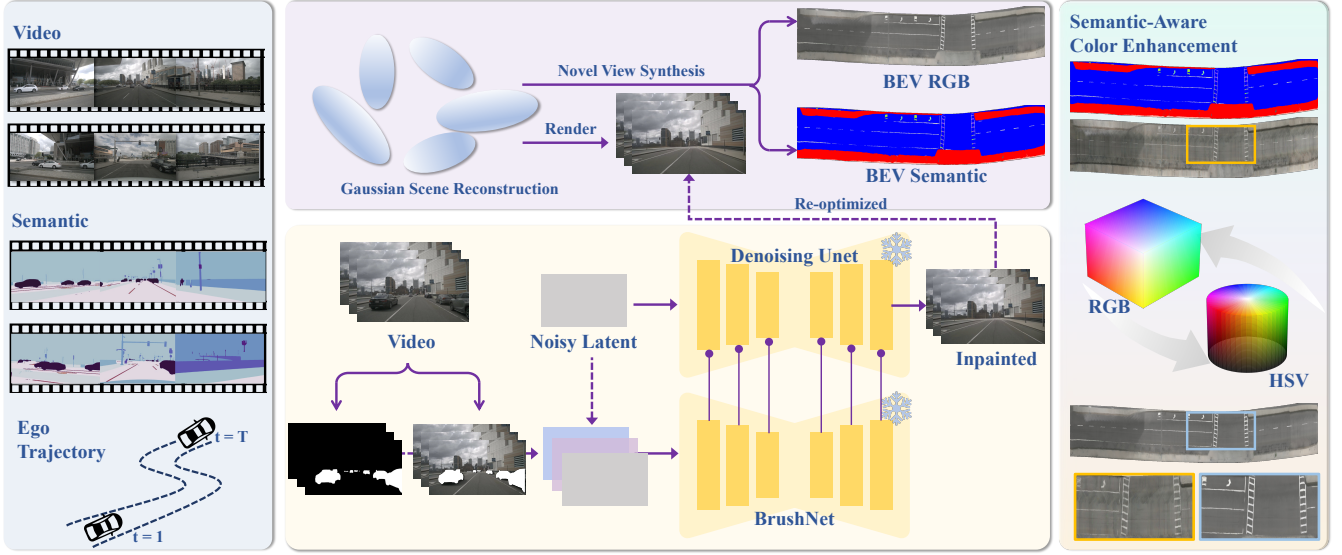 Video
Semantic
Ego
Trajectory
t = T
t = 1
Gaussian Scene Reconstruction
Novel View Synthesis
Render
BEV RGB
BEV Semantic
Re-optimized
Video
Noisy Latent
Denoising Unet
BrushNet
Inpainted
Semantic-Aware
Color Enhancement
RGB
HSV